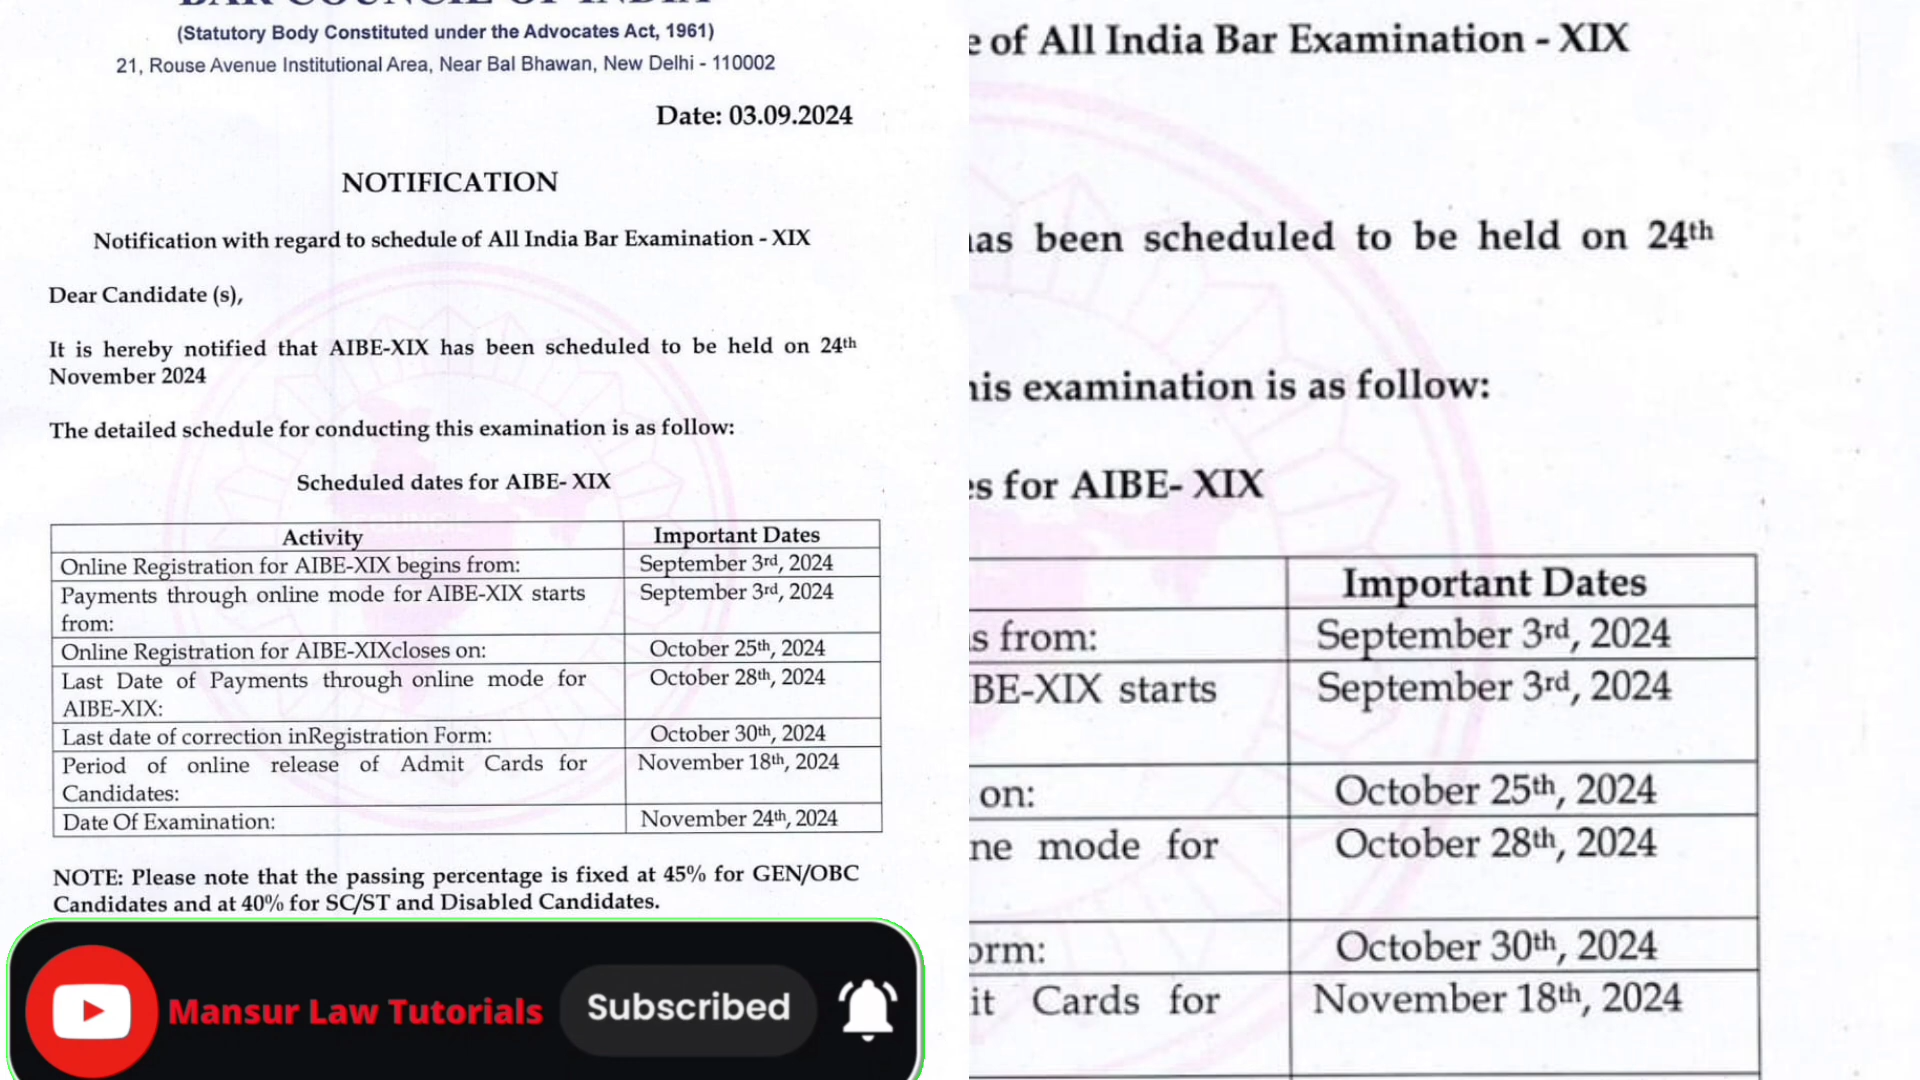 BAR COUNCIL OF INDIA
(Statutory Body Constituted under the Advocates Act, 1961)
21, Rouse Avenue Institutional Area, Near Bal Bhawan, New Delhi - 110002
Date: 03.09.2024
NOTIFICATION
Notification with regard to schedule of All India Bar Examination - XIX
Dear Candidate (s),
It is hereby notified that AIBE-XIX has been scheduled to be held on 24th
November 2024
The detailed schedule for conducting this examination is as follow:
Scheduled dates for AIBE- XIX
Activity Important Dates
Online Registration for AIBE-XIX begins from: September 3rd, 2024
Payments through online mode for AIBE-XIX starts September 3rd, 2024
from:
Online Registration for AIBE-XIXcloses on: October 25th, 2024
Last Date of Payments through online mode for October 28th, 2024
AIBE-XIX:
Last date of correction inRegistration Form: October 30th, 2024
Period of online release of Admit Cards for November 18th, 2024
Candidates:
Date Of Examination: November 24th, 2024
NOTE: Please note that the passing percentage is fixed at 45% for GEN/OBC
Candidates and at 40% for SC/ST and Disabled Candidates.
Mansur Law Tutorials Subscribed
e of All India Bar Examination - XIX
as been scheduled to be held on 24th
is examination is as follow:
s for AIBE- XIX
Important Dates
s from: September 3rd, 2024
BE-XIX starts September 3rd, 2024
on: October 25th, 2024
ne mode for October 28th, 2024
orm: October 30th, 2024
it Cards for November 18th, 2024